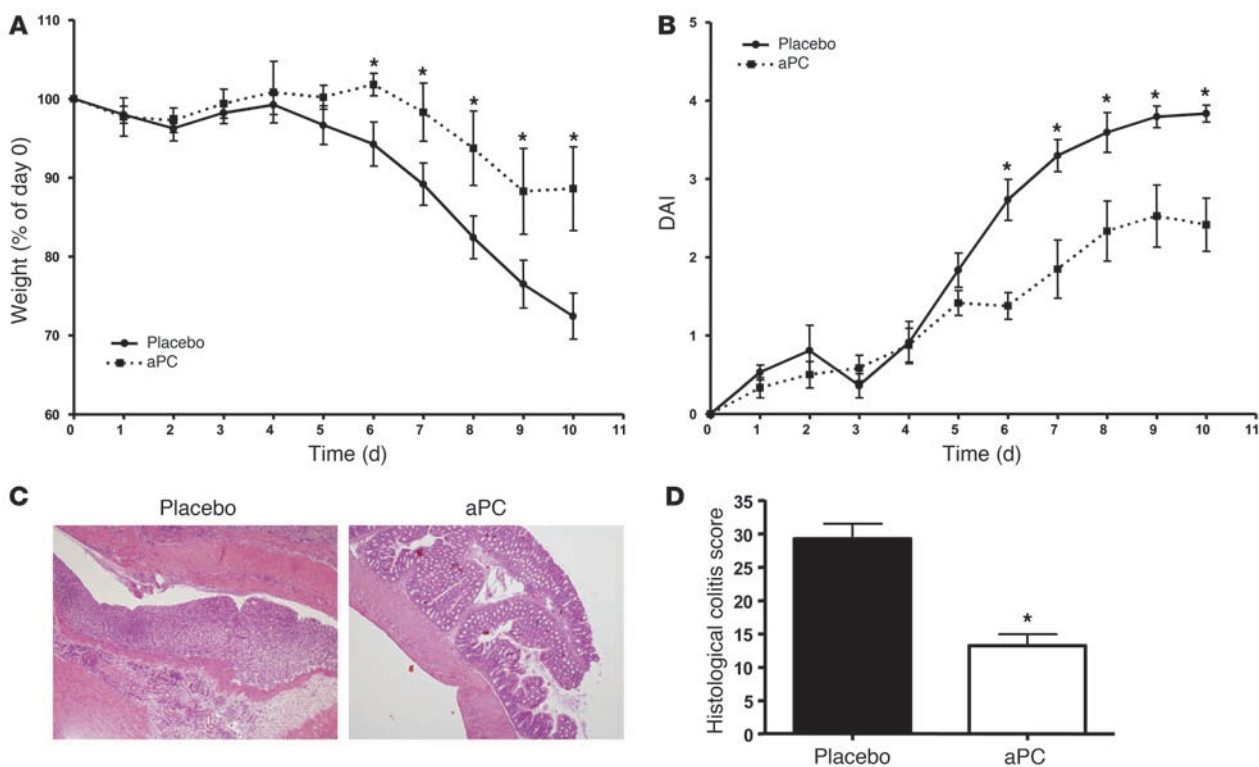 A
Weight (% of day 0)
110
100
90
80
70
60
* * * * *
Placebo
aPC
0 1 2 3 4 5 6 7 8 9 10 11
Time (d)
B
DAI
5
4
3
2
1
0
Placebo
aPC
* * * * *
0 1 2 3 4 5 6 7 8 9 10 11
Time (d)
C
Placebo
aPC
D
Histological colitis score
35
30
25
20
15
10
5
0
*
Placebo
aPC